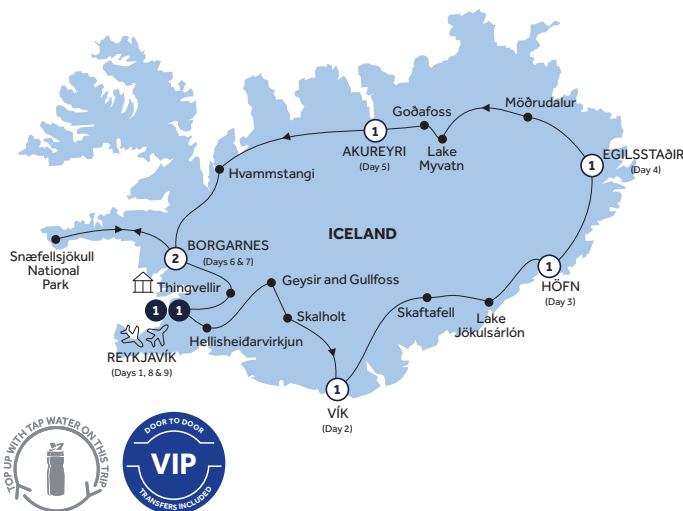 Goðafoss
Möðrudalur
1
AKUREYRI
(Day 5)
Lake
Myvatn
1
EGILSSTAÐIR
(Day 4)
Hvammstangi
ICELAND
Snæfellsjökull
National
Park
2
BORGARNES
(Days 6 & 7)
Thingvellir
Geysir and Gullfoss
1
HÖFN
(Day 3)
1
1
Skalholt
Skaftafell
Lake
Jökulsárlón
Hellisheiðarvirkjun
REYKJAVÍK
(Days 1, 8 & 9)
1
VÍK
(Day 2)
TOP UP WITH TAP WATER ON THIS TRIP
DOOR TO DOOR
VIP
TRANSFERS INCLUDED